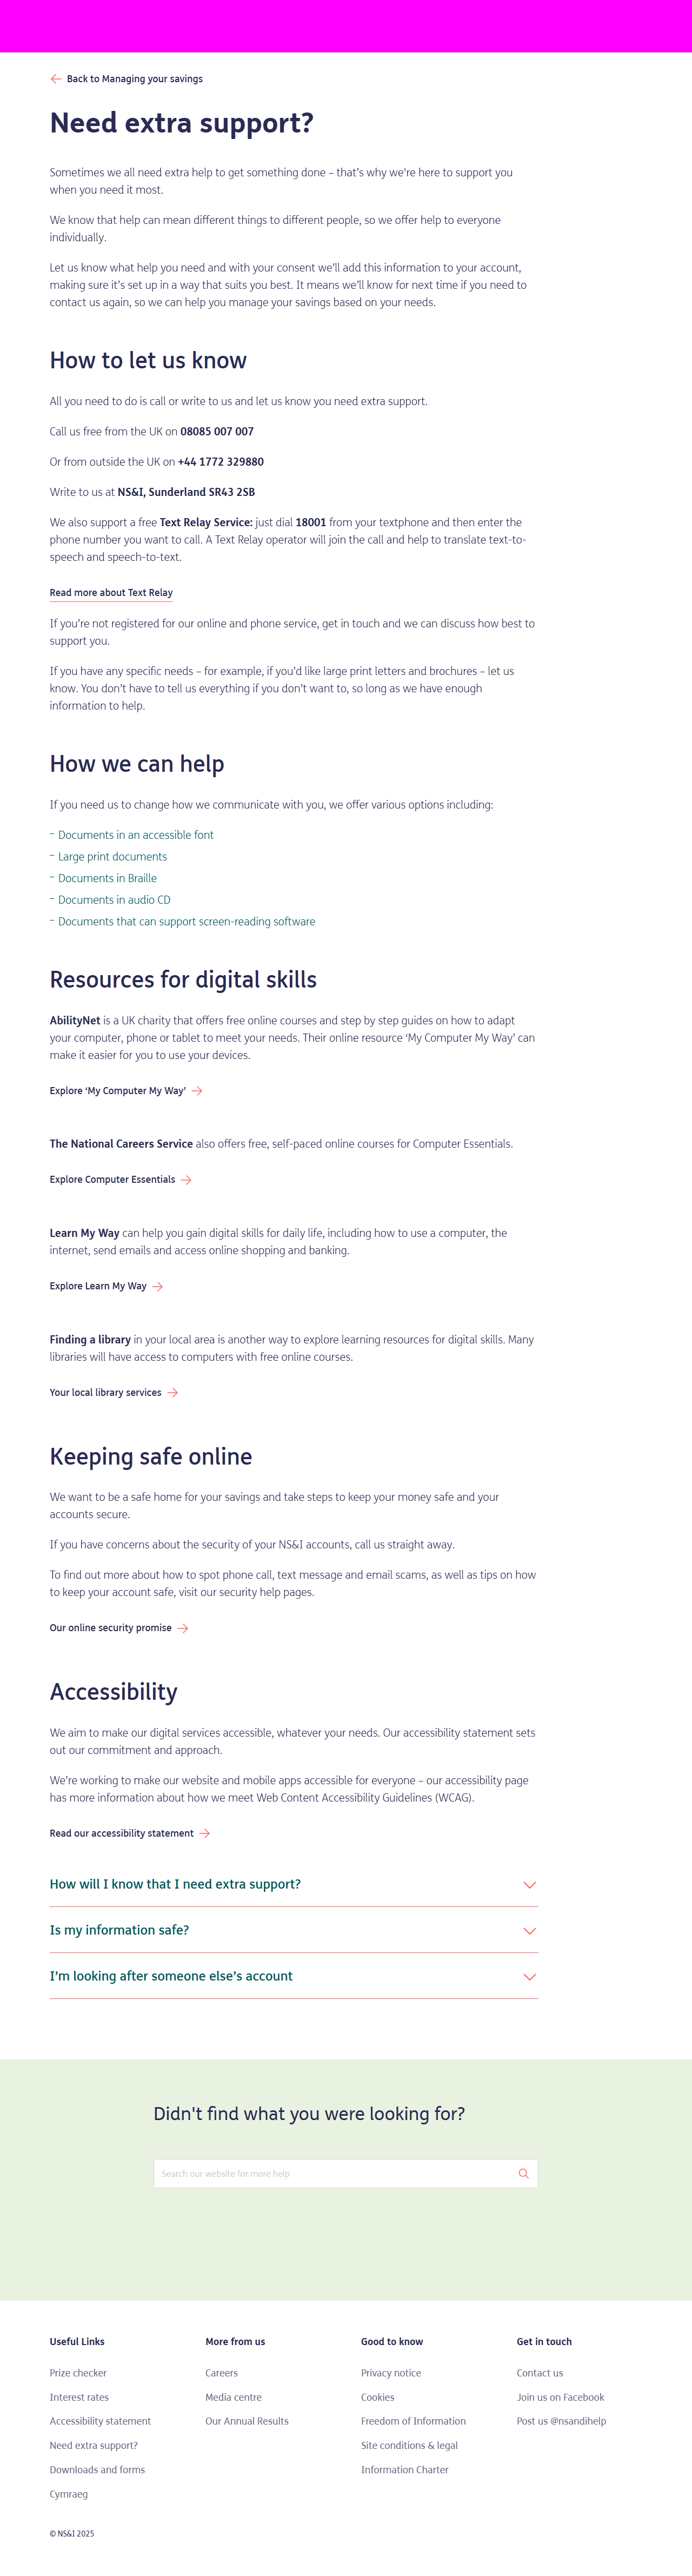 Back to Managing your savings
Need extra support?
Sometimes we all need extra help to get something done – that's why we're here to support you
when you need it most.
We know that help can mean different things to different people, so we offer help to everyone
individually.
Let us know what help you need and with your consent we'll add this information to your account,
making sure it's set up in a way that suits you best. It means we'll know for next time if you need to
contact us again, so we can help you manage your savings based on your needs.
How to let us know
All you need to do is call or write to us and let us know you need extra support.
Call us free from the UK on 08085 007 007
Or from outside the UK on +44 1772 329880
Write to us at NS&I, Sunderland SR43 2SB
We also support a free Text Relay Service: just dial 18001 from your textphone and then enter the
phone number you want to call. A Text Relay operator will join the call and help to translate text-to-
speech and speech-to-text.
Read more about Text Relay
If you're not registered for our online and phone service, get in touch and we can discuss how best to
support you.
If you have any specific needs – for example, if you'd like large print letters and brochures – let us
know. You don't have to tell us everything if you don't want to, so long as we have enough
information to help.
How we can help
If you need us to change how we communicate with you, we offer various options including:
– Documents in an accessible font
– Large print documents
– Documents in Braille
– Documents in audio CD
– Documents that can support screen-reading software
Resources for digital skills
AbilityNet is a UK charity that offers free online courses and step by step guides on how to adapt
your computer, phone or tablet to meet your needs. Their online resource 'My Computer My Way' can
make it easier for you to use your devices.
Explore 'My Computer My Way'
The National Careers Service also offers free, self-paced online courses for Computer Essentials.
Explore Computer Essentials
Learn My Way can help you gain digital skills for daily life, including how to use a computer, the
internet, send emails and access online shopping and banking.
Explore Learn My Way
Finding a library in your local area is another way to explore learning resources for digital skills. Many
libraries will have access to computers with free online courses.
Your local library services
Keeping safe online
We want to be a safe home for your savings and take steps to keep your money safe and your
accounts secure.
If you have concerns about the security of your NS&I accounts, call us straight away.
To find out more about how to spot phone call, text message and email scams, as well as tips on how
to keep your account safe, visit our security help pages.
Our online security promise
Accessibility
We aim to make our digital services accessible, whatever your needs. Our accessibility statement sets
out our commitment and approach.
We're working to make our website and mobile apps accessible for everyone – our accessibility page
has more information about how we meet Web Content Accessibility Guidelines (WCAG).
Read our accessibility statement
How will I know that I need extra support?
Is my information safe?
I'm looking after someone else's account
Didn't find what you were looking for?
Search our website for more help
Useful Links
Prize checker
Interest rates
Accessibility statement
Need extra support?
Downloads and forms
Cymraeg
More from us
Careers
Media centre
Our Annual Results
Good to know
Privacy notice
Cookies
Freedom of Information
Site conditions & legal
Information Charter
Get in touch
Contact us
Join us on Facebook
Post us @nsandihelp
© NS&I 2025